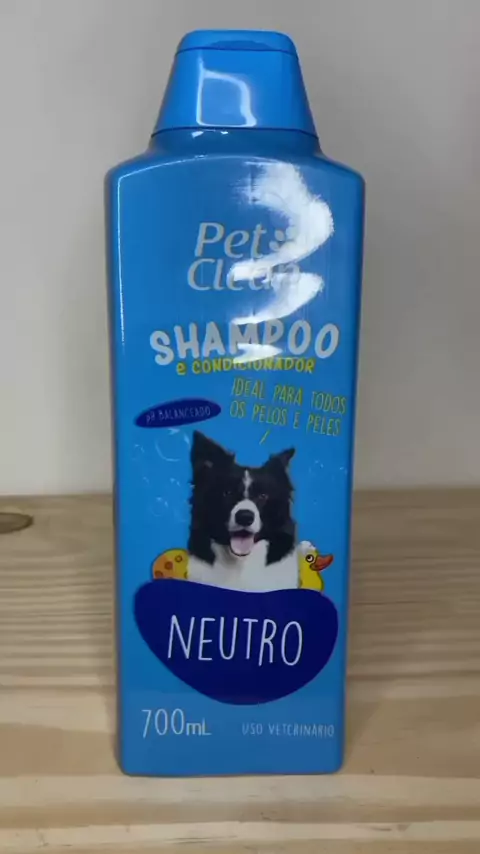 Pet
Clean
SHAMPOO
e CONDICIONADOR
IDEAL PARA TODOS
OS PELOS E PELES
PH BALANCEADO
NEUTRO
700mL
USO VETERINÁRIO